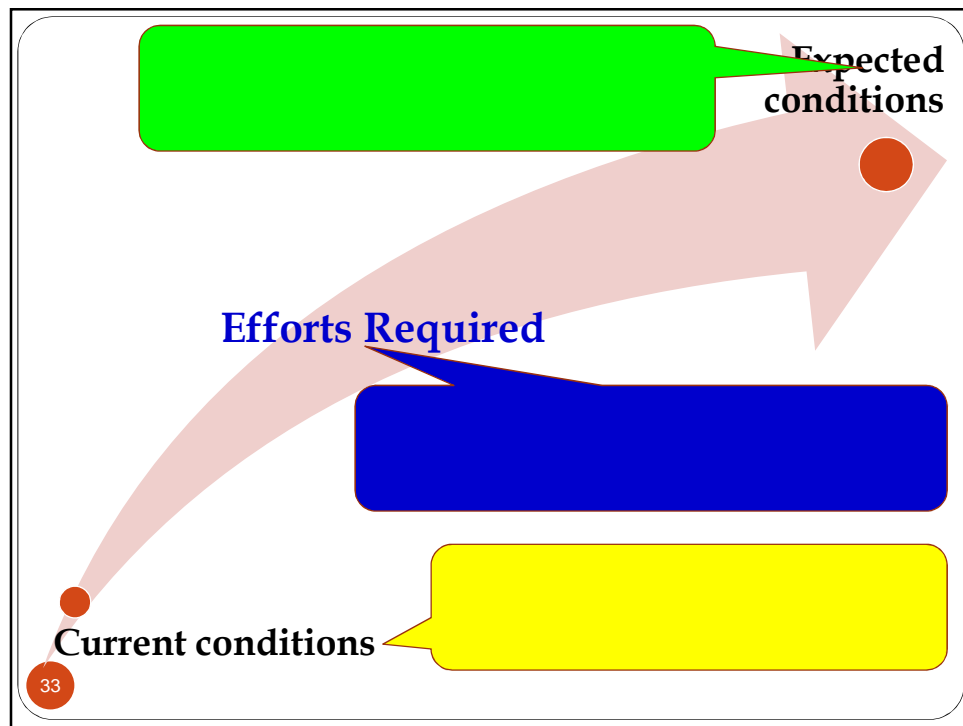 Expected
conditions
Efforts Required
Current conditions
33